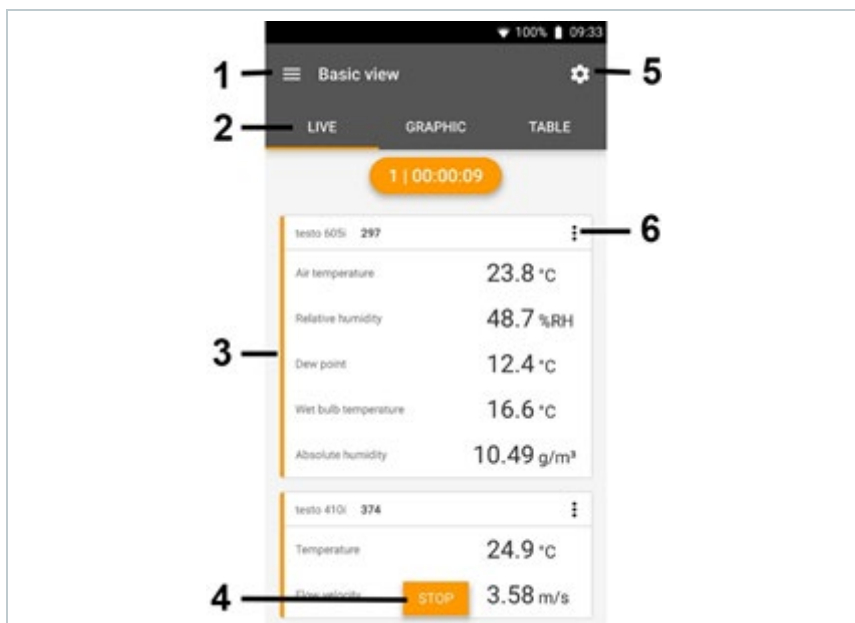 100% 09:33
1 Basic view 5
2 LIVE GRAPHIC TABLE
1 | 00:00:09
testo 605i 297 6
Air temperature 23.8 °C
Relative humidity 48.7 %RH
3
Dew point 12.4 °C
Wet bulb temperature 16.6 °C
Absolute humidity 10.49 g/m³
testo 410i 374
Temperature 24.9 °C
4 Flow velocity STOP 3.58 m/s